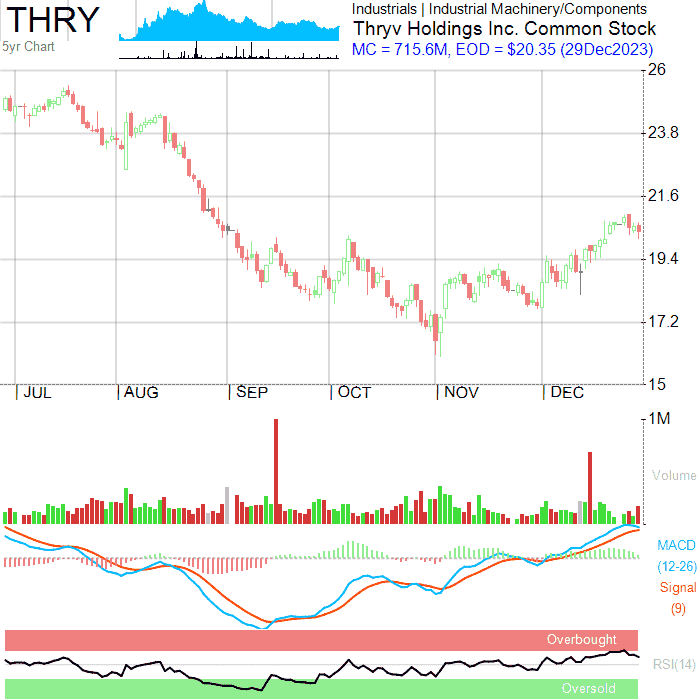 THRY
5yr Chart
Industrials | Industrial Machinery/Components
Thryv Holdings Inc. Common Stock
MC = 715.6M, EOD = $20.35 (29Dec2023)
26
23.8
21.6
19.4
17.2
15
| JUL | AUG | SEP | OCT | NOV | DEC
1M
Volume
MACD
(12-26)
Signal
(9)
Overbought
RSI(14)
Oversold